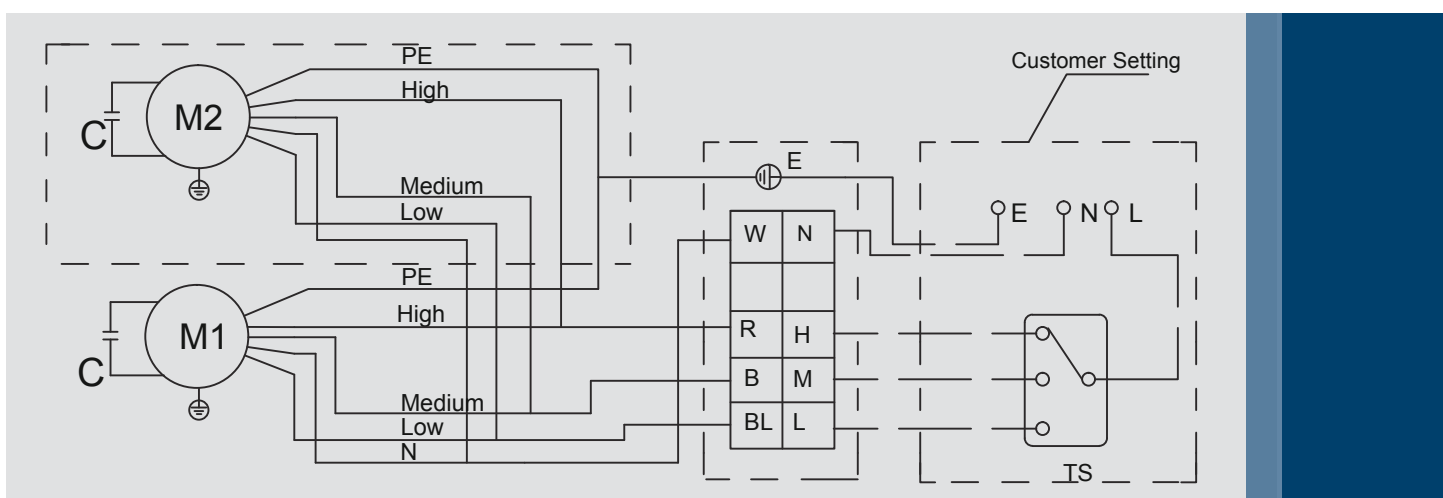 PE
Customer Setting
High
M2
C
E
Medium
Low
E
N
L
W
N
PE
High
R
H
M1
C
B
M
Medium
Low
BL
L
N
TS